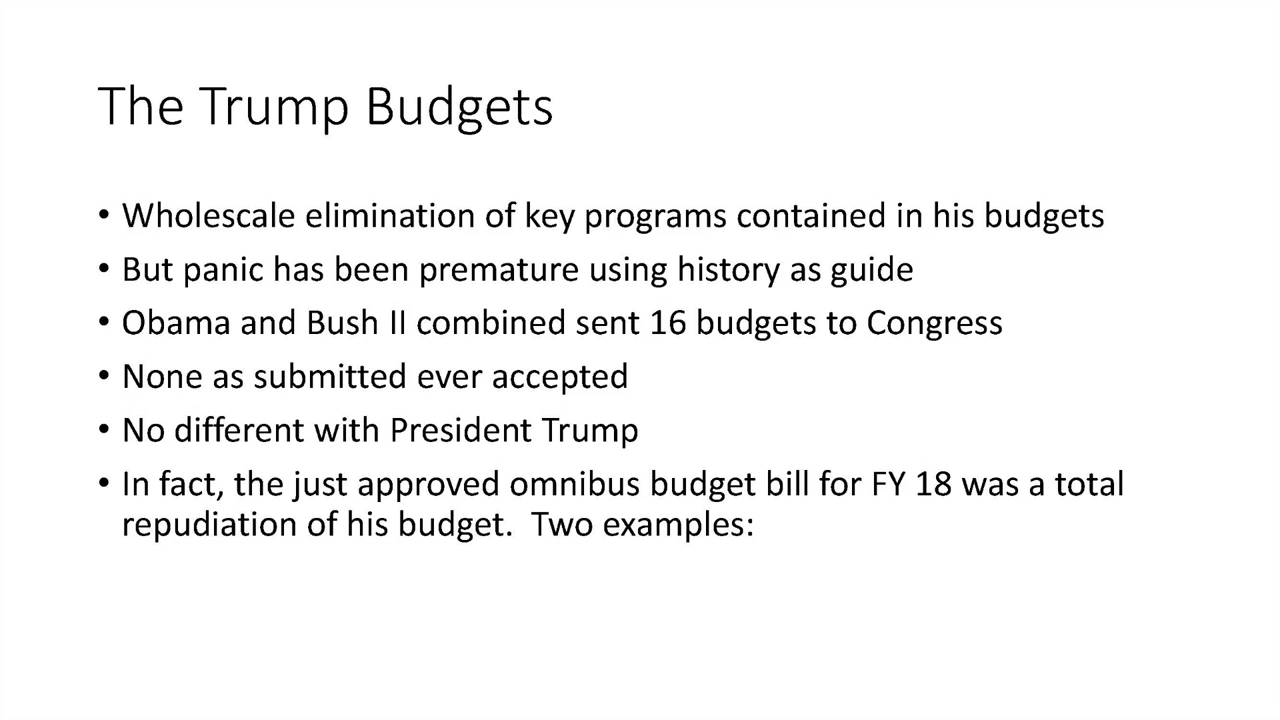 The Trump Budgets
• Wholescale elimination of key programs contained in his budgets
• But panic has been premature using history as guide
• Obama and Bush II combined sent 16 budgets to Congress
• None as submitted ever accepted
• No different with President Trump
• In fact, the just approved omnibus budget bill for FY 18 was a total
repudiation of his budget.  Two examples: